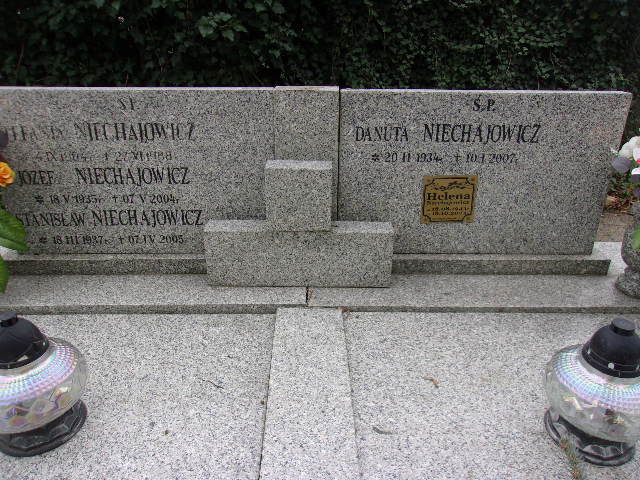 NIECHAJOWICZ
JÓZEF NIECHAJOWICZ
* 18 V 1935. + 07 V 2004.
STANISŁAW NIECHAJOWICZ
* 18 III 1937. + 07 IV 2005.
Ś.P.
DANUTA NIECHAJOWICZ
* 20 II 1934. + 10 I 2007.
Helena
Niechajowicz